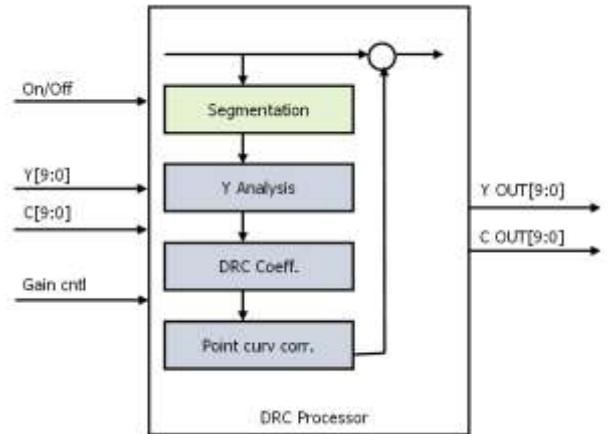 On/Off
Segmentation
Y[9:0]
Y Analysis
Y OUT[9:0]
C[9:0]
C OUT[9:0]
DRC Coeff.
Gain cntl
Point curv corr.
DRC Processor